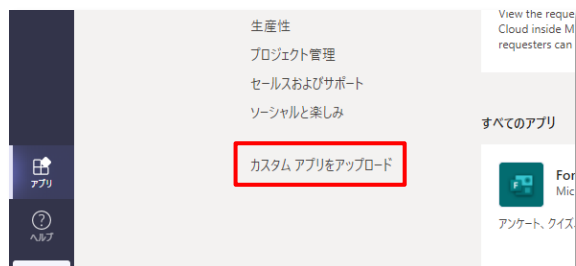 生産性
プロジェクト管理
セールスおよびサポート
ソーシャルと楽しみ
カスタム アプリをアップロード
アプリ
ヘルプ
View the reque
Cloud inside M
requesters can
すべてのアプリ
For
Mic
アンケート、クイズ